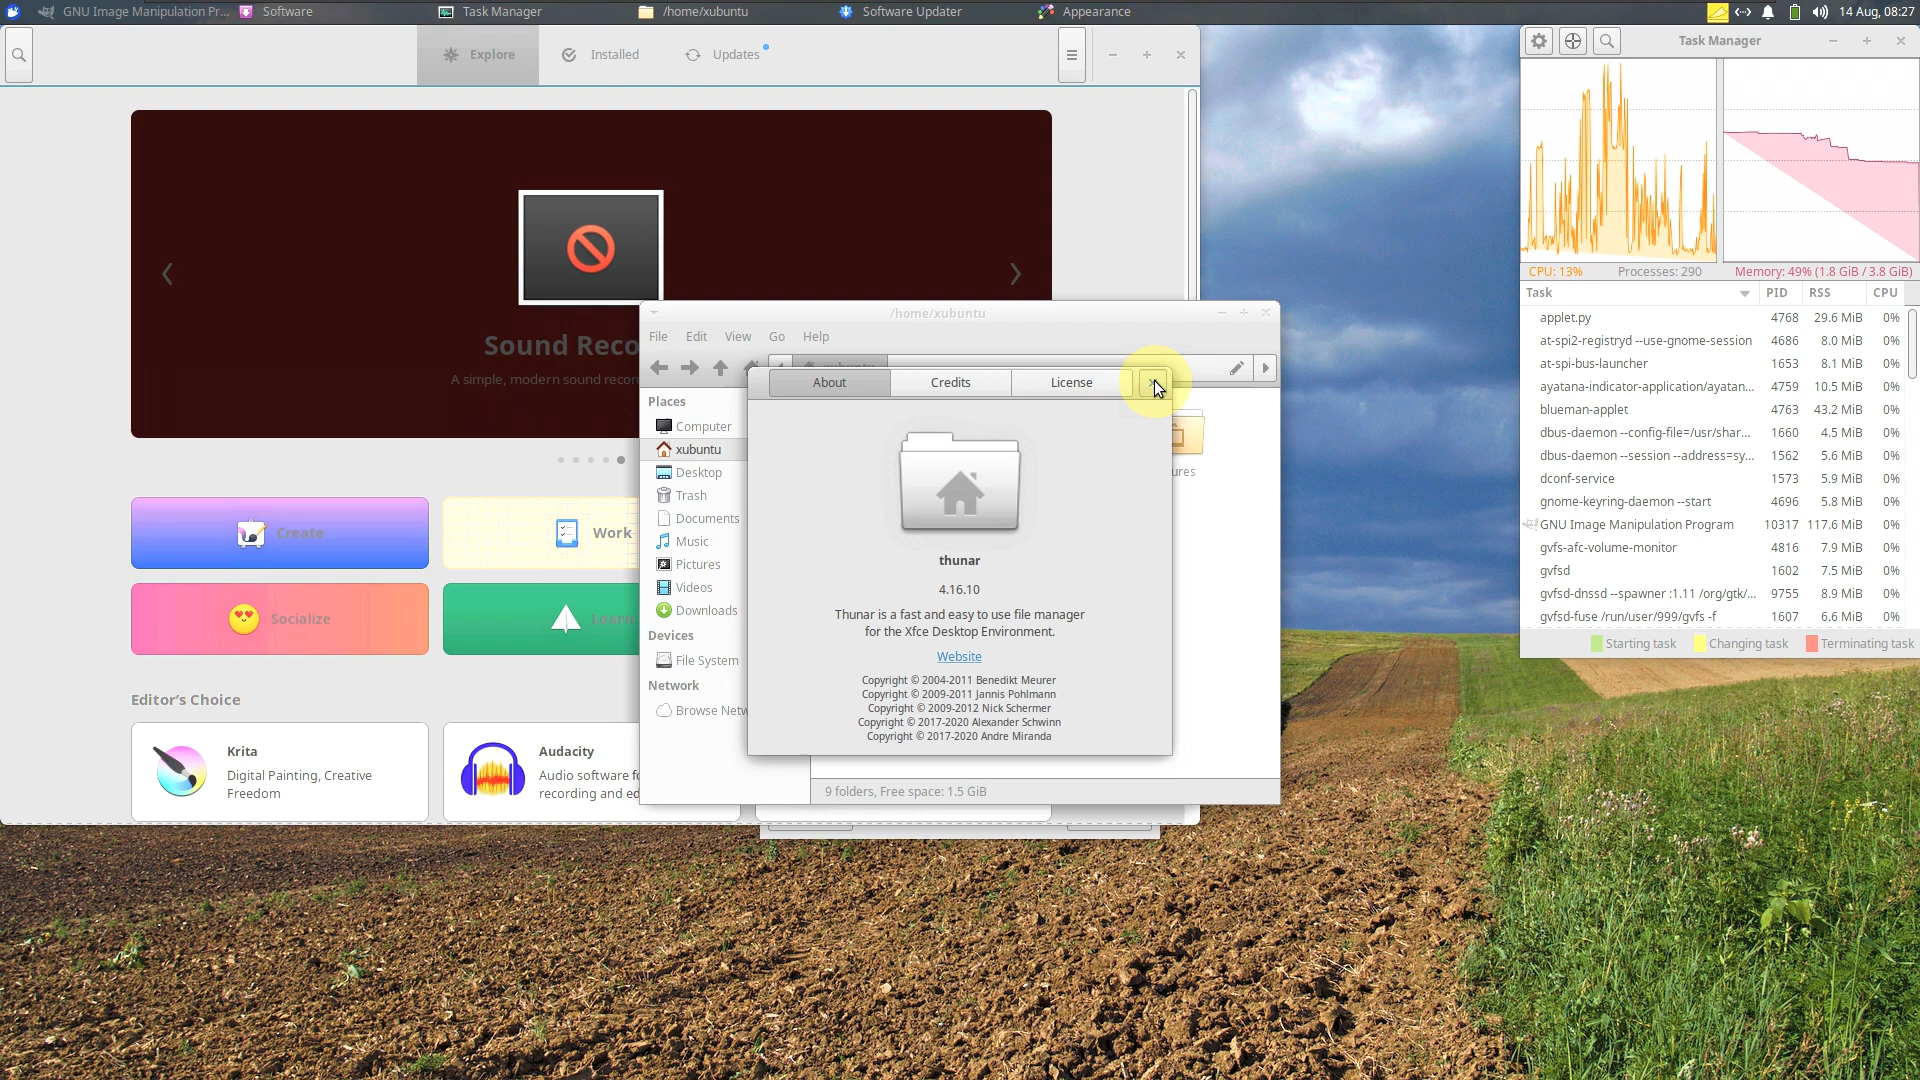 GNU Image Manipulation Pr...
Software
Task Manager
/home/xubuntu
Software Updater
Appearance
14 Aug, 08:27
Explore
Installed
Updates
Sound Reco
A simple, modern sound recor
Create
Work
Socialize
Learn
Editor's Choice
Krita
Digital Painting, Creative
Freedom
Audacity
Audio software fo
recording and ed
/home/xubuntu
File
Edit
View
Go
Help
Places
Computer
xubuntu
Desktop
Trash
Documents
Music
Pictures
Videos
Downloads
Devices
File System
Network
Browse Netw
ures
9 folders, Free space: 1.5 GiB
About
Credits
License
thunar
4.16.10
Thunar is a fast and easy to use file manager
for the Xfce Desktop Environment.
Website
Copyright © 2004-2011 Benedikt Meurer
Copyright © 2009-2011 Jannis Pohlmann
Copyright © 2009-2012 Nick Schermer
Copyright © 2017-2020 Alexander Schwinn
Copyright © 2017-2020 Andre Miranda
Task Manager
CPU: 13%
Processes: 290
Memory: 49% (1.8 GiB / 3.8 GiB)
Task PID RSS CPU
applet.py 4768 29.6 MiB 0%
at-spi2-registryd --use-gnome-session 4686 8.0 MiB 0%
at-spi-bus-launcher 1653 8.1 MiB 0%
ayatana-indicator-application/ayatan... 4759 10.5 MiB 0%
blueman-applet 4763 43.2 MiB 0%
dbus-daemon --config-file=/usr/shar... 1660 4.5 MiB 0%
dbus-daemon --session --address=sy... 1562 5.6 MiB 0%
dconf-service 1573 5.9 MiB 0%
gnome-keyring-daemon --start 4696 5.8 MiB 0%
GNU Image Manipulation Program 10317 117.6 MiB 0%
gvfs-afc-volume-monitor 4816 7.9 MiB 0%
gvfsd 1602 7.5 MiB 0%
gvfsd-dnssd --spawner :1.11 /org/gtk/... 9755 8.9 MiB 0%
gvfsd-fuse /run/user/999/gvfs -f 1607 6.6 MiB 0%
Starting task
Changing task
Terminating task